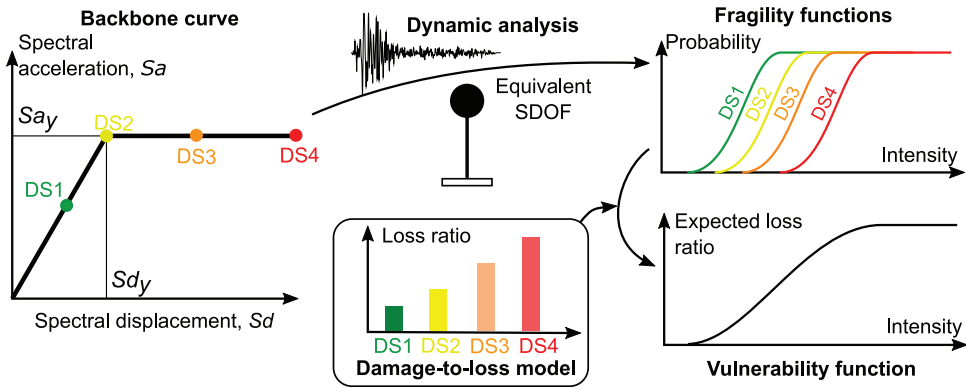 Backbone curve
Spectral
acceleration, Sa
Say
DS2
DS3
DS4
DS1
Sdy
Spectral displacement, Sd
Dynamic analysis
Equivalent
SDOF
Fragility functions
Probability
DS1
DS2
DS3
DS4
Intensity
Loss ratio
DS1
DS2
DS3
DS4
Damage-to-loss model
Expected loss
ratio
Intensity
Vulnerability function